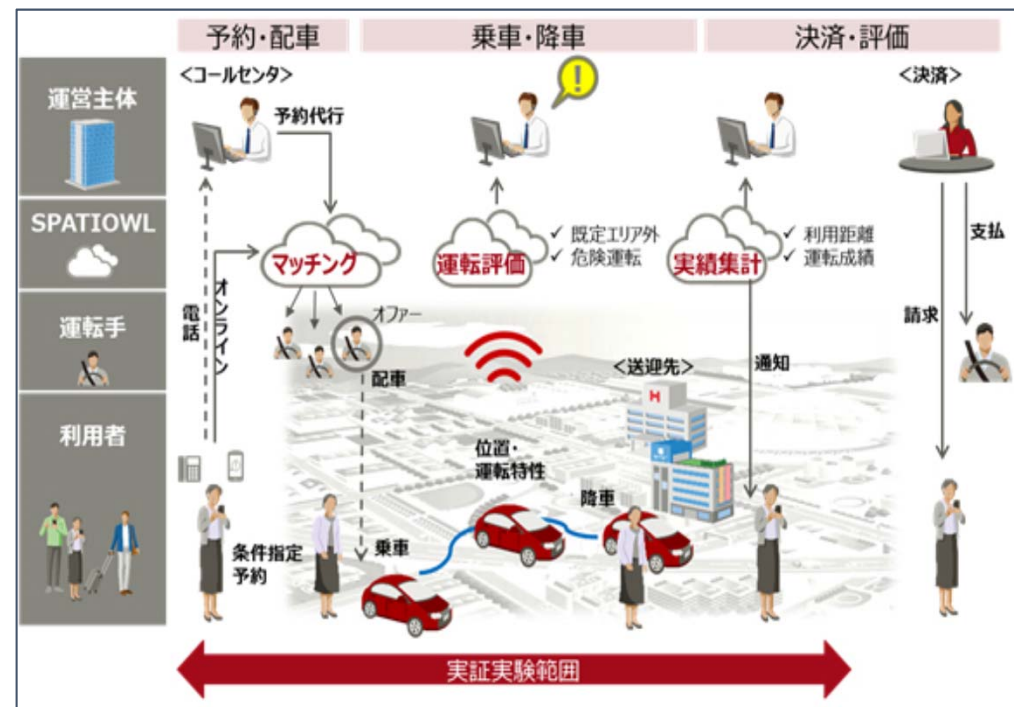 予約・配車
乗車・降車
決済・評価
運営主体
<コールセンタ>
予約代行
!
<決済>
SPATIOWL
マッチング
運転評価
✓ 既定エリア外
✓ 危険運転
実績集計
✓ 利用距離
✓ 運転成績
支払
請求
電話
オンライン
運転手
オファー
配車
<送迎先>
H
通知
利用者
位置・
運転特性
降車
条件指定
予約
乗車
実証実験範囲